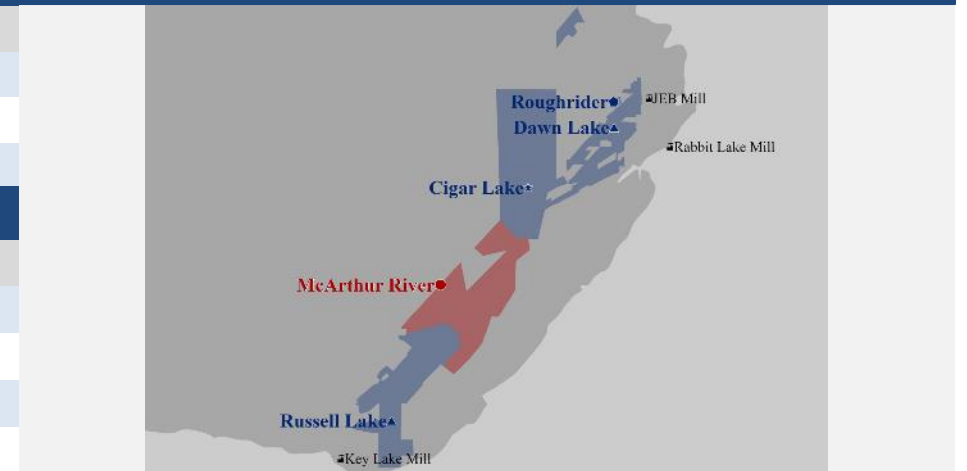 Roughrider
JEB Mill
Dawn Lake
Rabbit Lake Mill
Cigar Lake
McArthur River
Russell Lake
Key Lake Mill